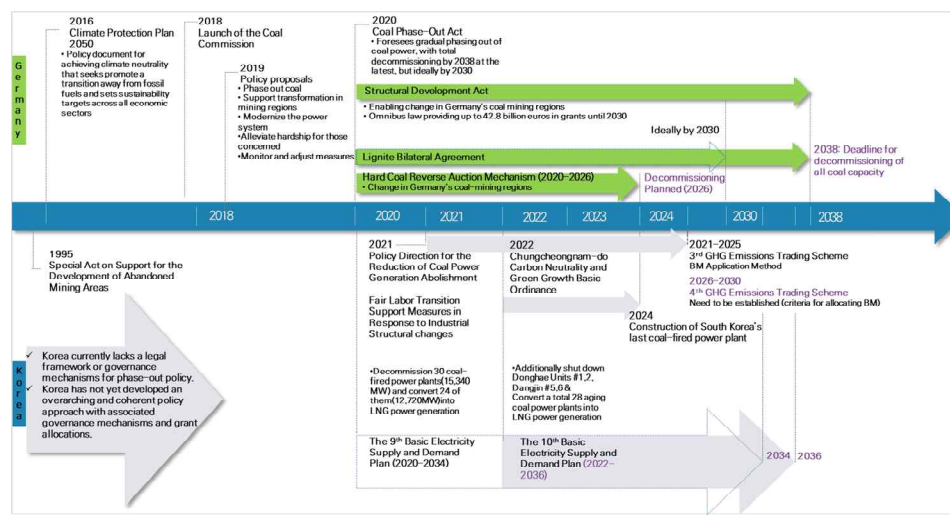 Germany
2016
Climate Protection Plan
2050
• Policy document for
achieving climate neutrality
that seeks promote a
transition away from fossil
fuels and sets sustainability
targets across all economic
sectors
2018
Launch of the Coal
Commission
2019
Policy proposals
• Phase out coal
• Support transformation in
mining regions
• Modernize the power
system
• Alleviate hardship for those
concerned
•Monitor and adjust measures
2020
Coal Phase-Out Act
• Foresees gradual phasing out of
coal power, with total
decommissioning by 2038 at the
latest, but ideally by 2030
Structural Development Act
• Enabling change in Germany's coal mining regions
• Omnibus law providing up to 42.8 billion euros in grants until 2030
Ideally by 2030
Lignite Bilateral Agreement
2038: Deadline for
decommissioning of
all coal capacity
Hard Coal Reverse Auction Mechanism (2020-2026)
• Change in Germany's coal-mining regions
Decommissioning
Planned (2026)
2018 2020 2021 2022 2023 2024 2030 2038
1995
Special Act on Support for the
Development of Abandoned
Mining Areas
Korea
✓ Korea currently lacks a legal
framework or governance
mechanisms for phase-out policy.
✓ Korea has not yet developed an
overarching and coherent policy
approach with associated
governance mechanisms and grant
allocations.
2021
Policy Direction for the
Reduction of Coal Power
Generation Abolishment
Fair Labor Transition
Support Measures in
Response to Industrial
Structural changes
•Decommission 30 coal-
fired power plants(15,340
MW) and convert 24 of
them(12,720MW)into
LNG power generation
The 9th Basic Electricity
Supply and Demand
Plan (2020-2034)
2022
Chungcheongnam-do
Carbon Neutrality and
Green Growth Basic
Ordinance
•Additionally shut down
Donghae Units #1,2,
Dangjin #5,6 &
Convert a total 28 aging
coal power plants into
LNG power generation
The 10th Basic
Electricity Supply and
Demand Plan (2022-
2036)
2021-2025
3rd GHG Emissions Trading Scheme
BM Application Method
2026-2030
4th GHG Emissions Trading Scheme
Need to be established (criteria for allocating BM)
2024
Construction of South Korea's
last coal-fired power plant
2034
2036